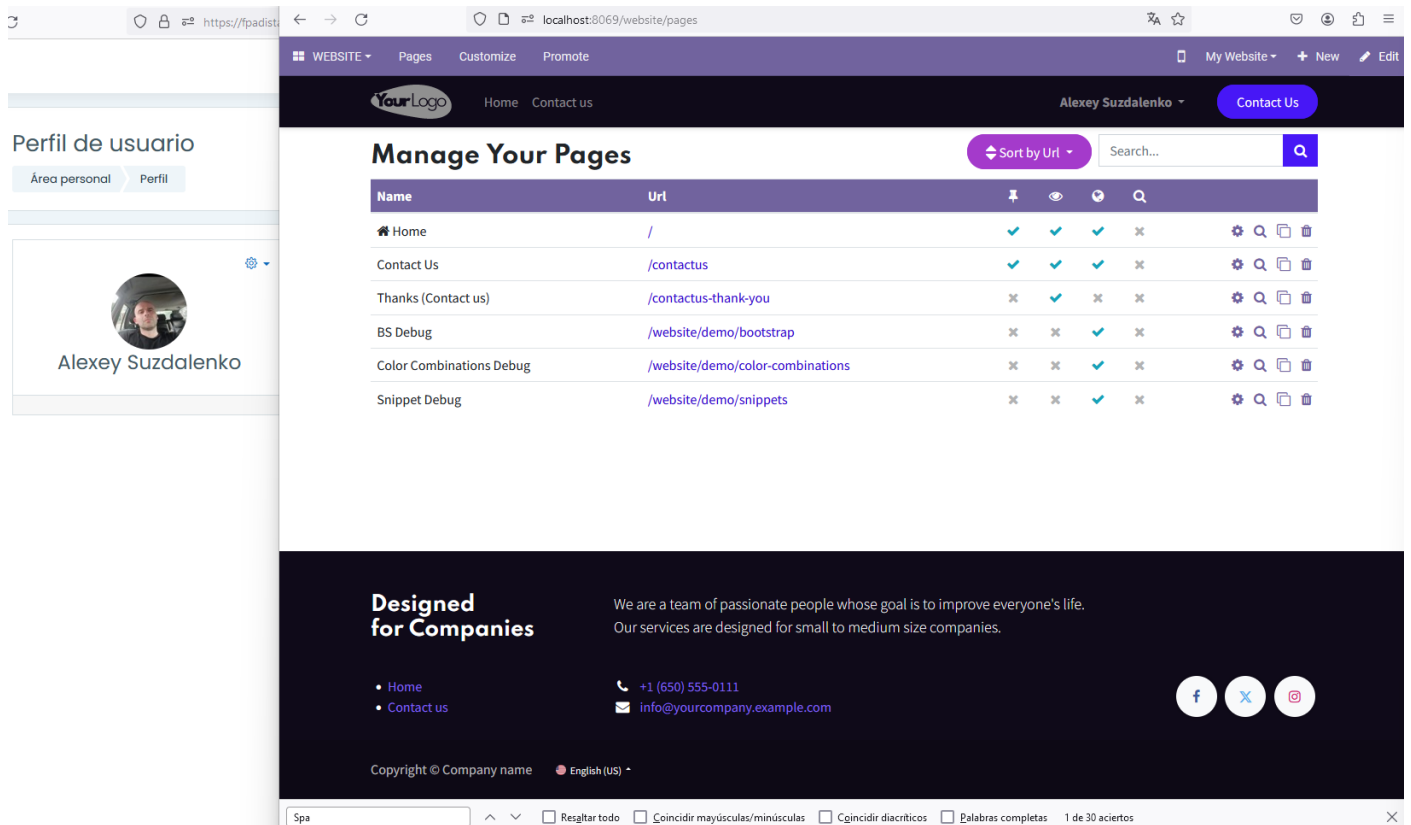 https://fpadista
Perfil de usuario
Área personal Perfil
Alexey Suzdalenko
localhost:8069/website/pages
WEBSITE Pages Customize Promote My Website New Edit
YourLogo Home Contact us Alexey Suzdalenko Contact Us
Manage Your Pages Sort by Url Search...
Name Url
Home /
Contact Us /contactus
Thanks (Contact us) /contactus-thank-you
BS Debug /website/demo/bootstrap
Color Combinations Debug /website/demo/color-combinations
Snippet Debug /website/demo/snippets
Designed
for Companies
We are a team of passionate people whose goal is to improve everyone's life.
Our services are designed for small to medium size companies.
Home
Contact us
+1 (650) 555-0111
info@yourcompany.example.com
Copyright © Company name English (US)
Spa Resaltar todo Coincidir mayúsculas/minúsculas Coincidir diacríticos Palabras completas 1 de 30 aciertos